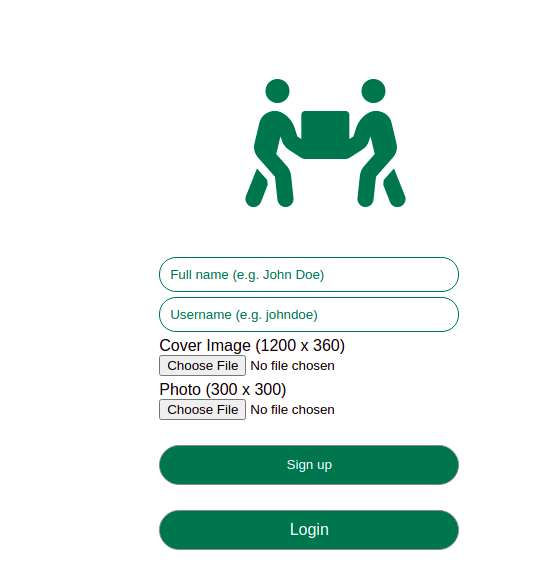 Full name (e.g. John Doe)
Username (e.g. johndoe)
Cover Image (1200 x 360)
Choose File No file chosen
Photo (300 x 300)
Choose File No file chosen
Sign up
Login